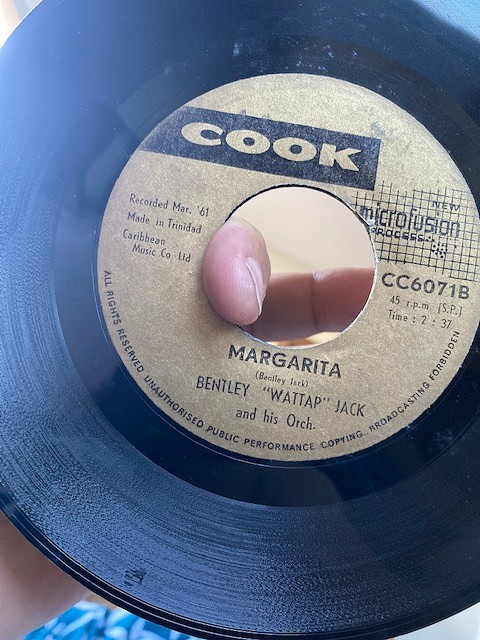 COOK
NEW
microfusion
PROCESS
Recorded Mar. '61
Made in Trinidad
Caribbean
Music Co Ltd
CC6071B
45 r.p.m. [S.P.]
Time : 2 : 37
MARGARITA
(Bentley Jack)
BENTLEY "WATTAP" JACK
and his Orch.
ALL RIGHTS RESERVED UNAUTHORISED PUBLIC PERFORMANCE COPYING BROADCASTING FORBIDDEN